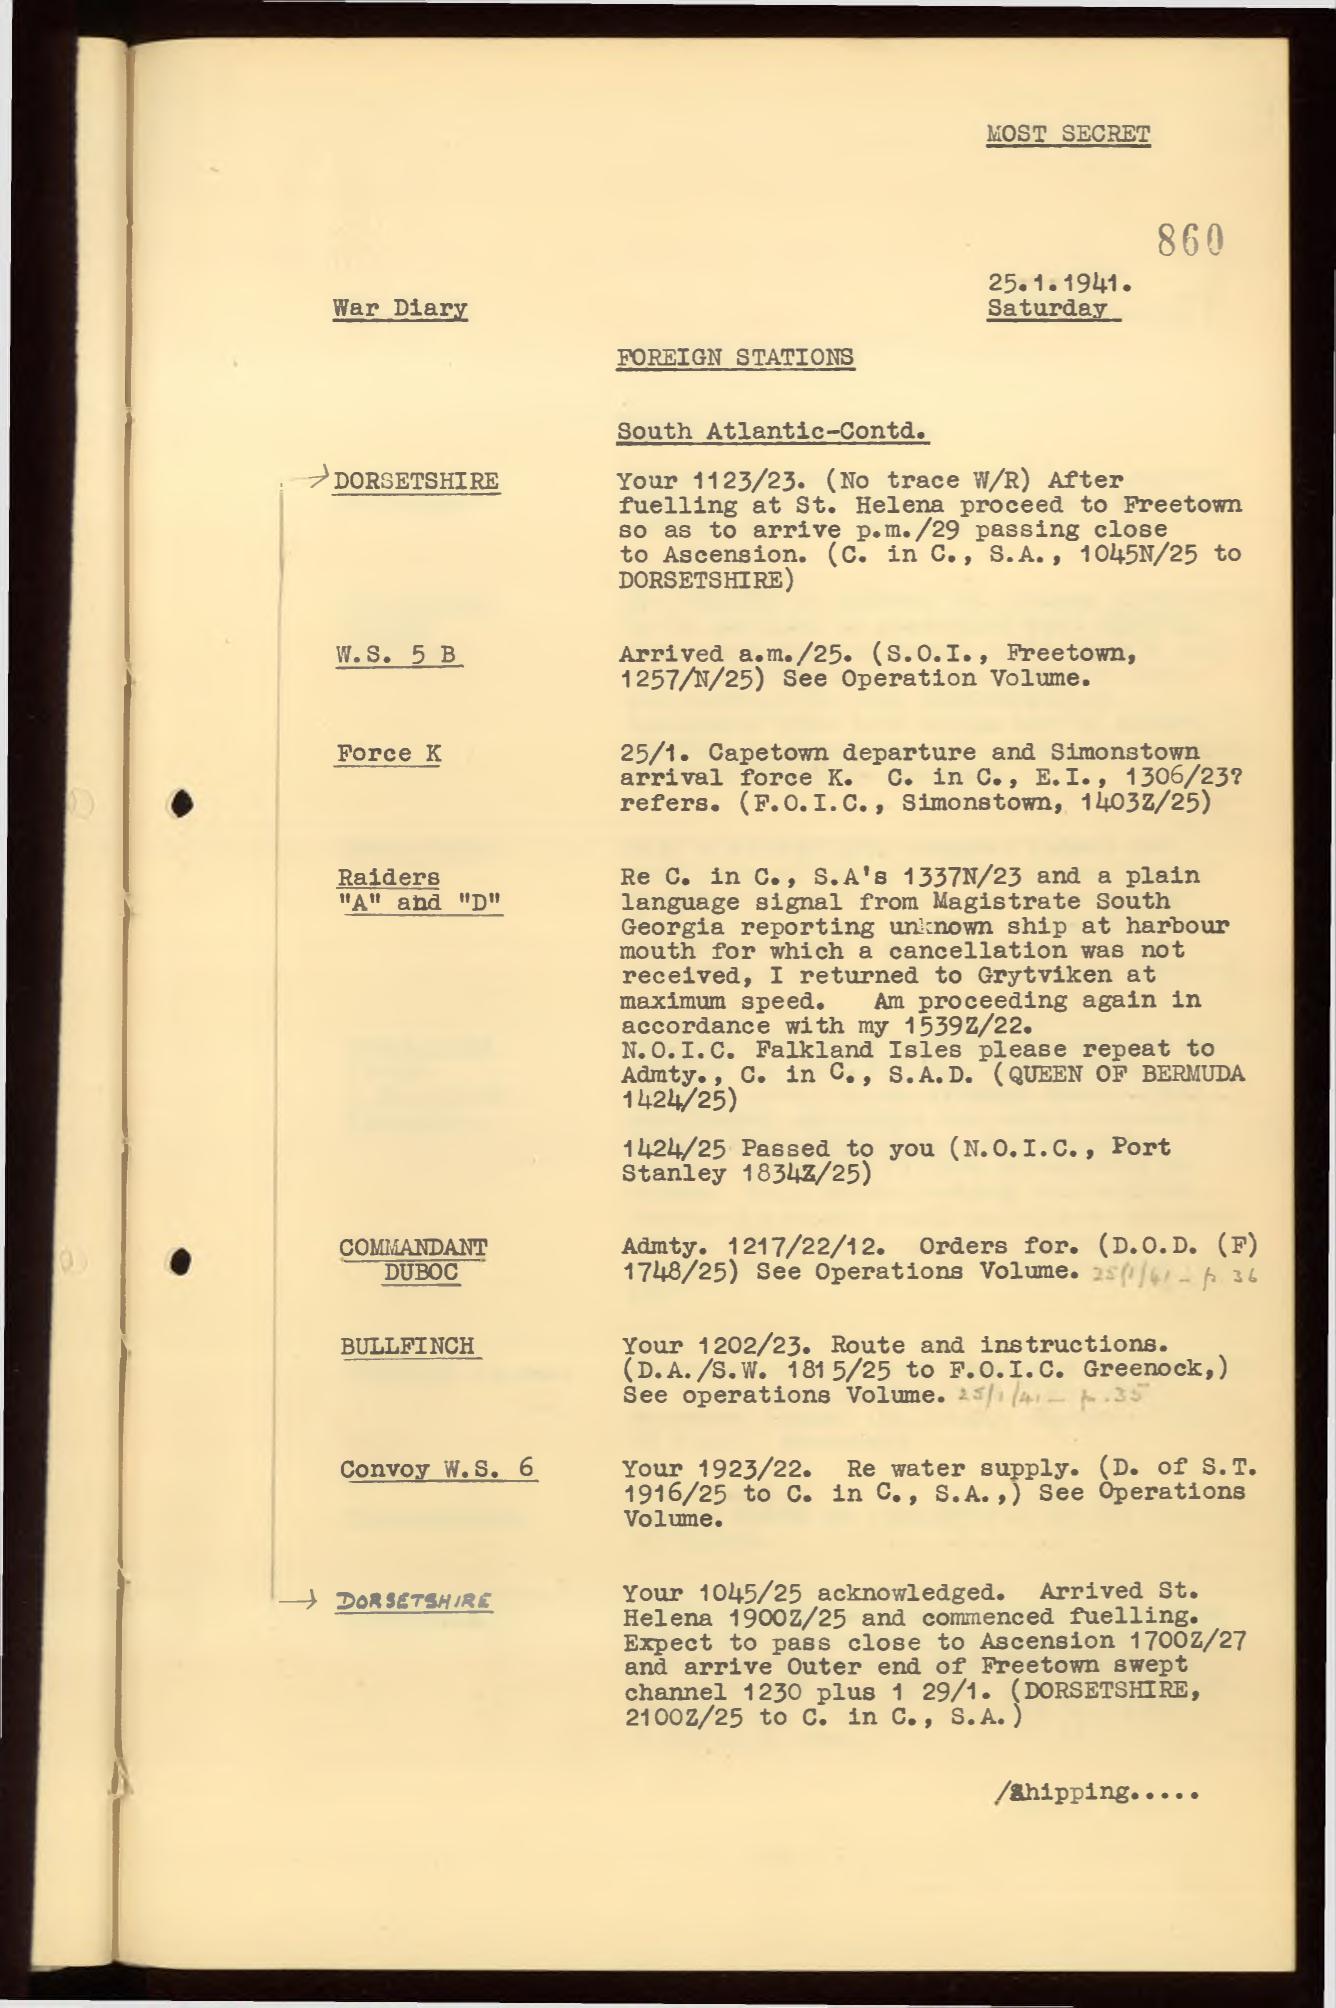 MOST SECRET
860
25.1.1941.
War Diary
Saturday
FOREIGN STATIONS
South Atlantic-Contd.
DORSETSHIRE
Your 1123/23. (No trace W/R) After
fuelling at St. Helena proceed to Freetown
so as to arrive p.m./29 passing close
to Ascension. (C. in C., S.A., 1045N/25 to
DORSETSHIRE)
W.S. 5 B
Arrived a.m./25. (S.O.I., Freetown,
1257/N/25) See Operation Volume.
Force K
25/1. Capetown departure and Simonstown
arrival force K. C. in C., E.I., 1306/23?
refers. (F.O.I.C., Simonstown, 1403Z/25)
Raiders
"A" and "D"
Re C. in C., S.A's 1337N/23 and a plain
language signal from Magistrate South
Georgia reporting unknown ship at harbour
mouth for which a cancellation was not
received, I returned to Grytviken at
maximum speed. Am proceeding again in
accordance with my 1539Z/22.
N.O.I.C. Falkland Isles please repeat to
Admty., C. in C., S.A.D. (QUEEN OF BERMUDA
1424/25)
1424/25 Passed to you (N.O.I.C., Port
Stanley 1834Z/25)
COMMANDANT
DUBOC
Admty. 1217/22/12. Orders for. (D.O.D. (F)
1748/25) See Operations Volume. 25/1/41 - p. 36
BULLFINCH
Your 1202/23. Route and instructions.
(D.A./S.W. 1815/25 to F.O.I.C. Greenock,)
See operations Volume. 25/1/41 - p. 35
Convoy W.S. 6
Your 1923/22. Re water supply. (D. of S.T.
1916/25 to C. in C., S.A.,) See Operations
Volume.
DORSETSHIRE
Your 1045/25 acknowledged. Arrived St.
Helena 1900Z/25 and commenced fuelling.
Expect to pass close to Ascension 1700Z/27
and arrive Outer end of Freetown swept
channel 1230 plus 1 29/1. (DORSETSHIRE,
2100Z/25 to C. in C., S.A.)
/Shipping.....